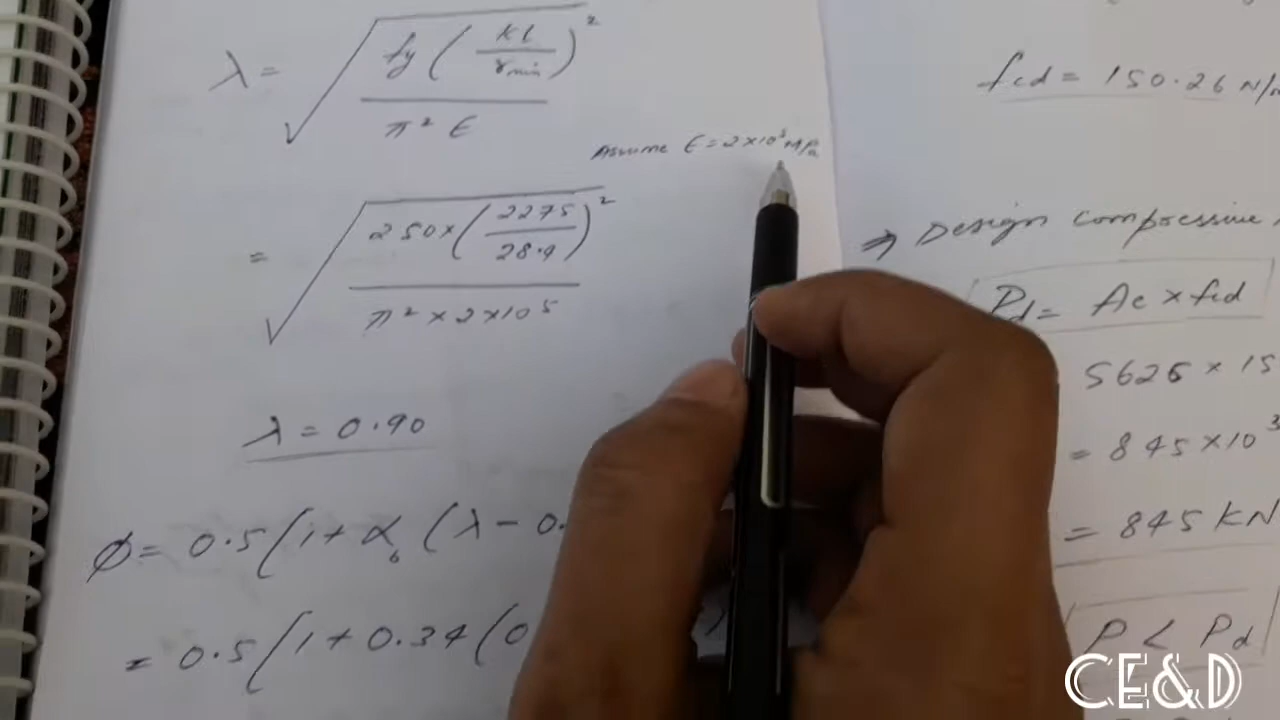 λ = √ fy (KL / rmin)² / π² E
Assume E = 2×10⁵ MPa
= √ 250 × (2275 / 28.9)² / π² × 2×10⁵
λ = 0.90
φ = 0.5 (1 + α (λ - 0.
= 0.5 (1 + 0.34 (0
fcd = 150.26 N/
⇒ Design compressive
Pd = Ae × fcd
5625 × 15
= 845 × 10³
= 845 KN
P < Pd
CE&D